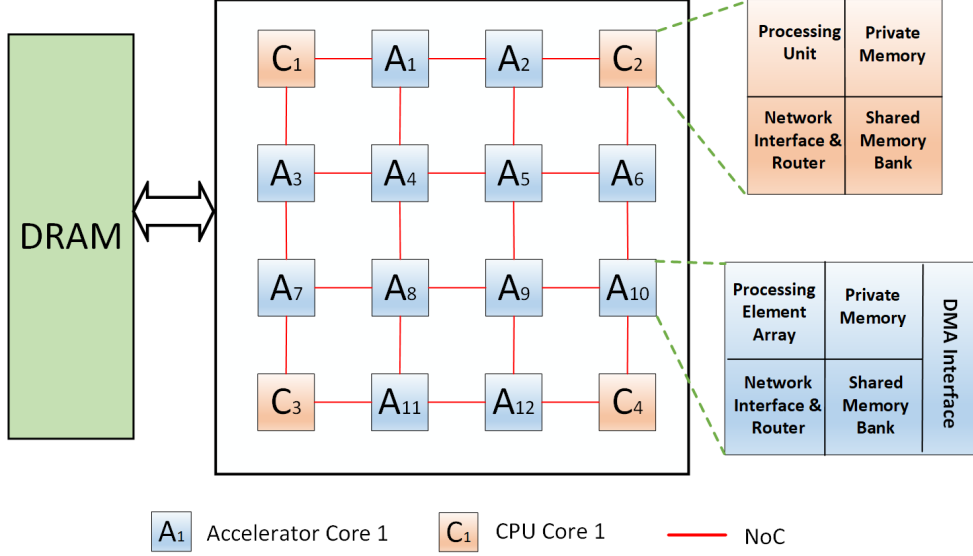 DRAM
C1 A1 A2 C2
A3 A4 A5 A6
A7 A8 A9 A10
C3 A11 A12 C4
Processing
Unit
Private
Memory
Network
Interface &
Router
Shared
Memory
Bank
Processing
Element
Array
Private
Memory
DMA Interface
Network
Interface &
Router
Shared
Memory
Bank
A1 Accelerator Core 1
C1 CPU Core 1
NoC